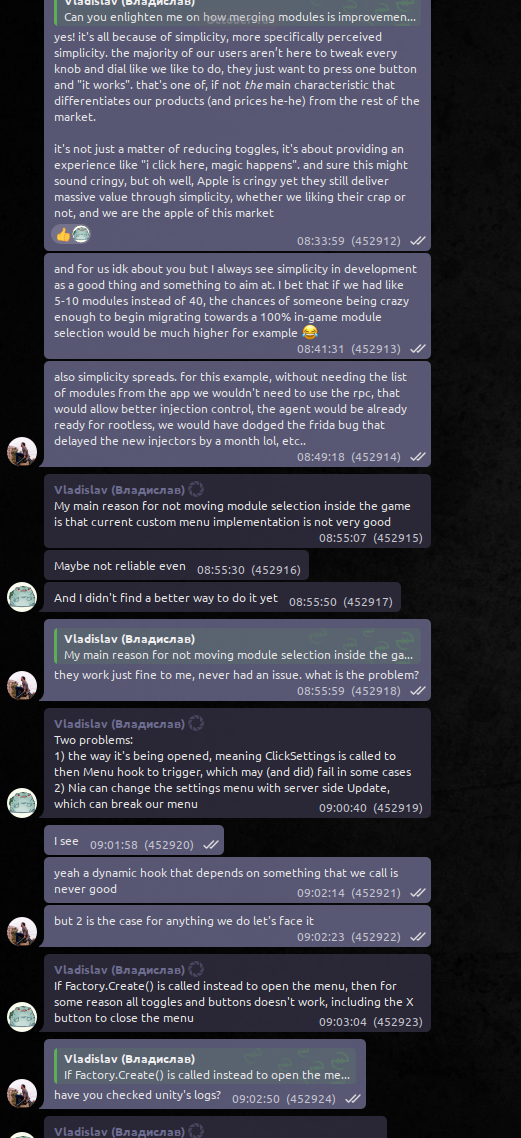 Vladislav (Владислав)
Can you enlighten me on how merging modules is improvemen...
yes! it's all because of simplicity, more specifically perceived
simplicity. the majority of our users aren't here to tweak every
knob and dial like we like to do, they just want to press one button
and "it works". that's one of, if not the main characteristic that
differentiates our products (and prices he-he) from the rest of the
market.
it's not just a matter of reducing toggles, it's about providing an
experience like "i click here, magic happens". and sure this might
sound cringy, but oh well, Apple is cringy yet they still deliver
massive value through simplicity, whether we liking their crap or
not, and we are the apple of this market
👍
08:33:59 (452912)
and for us idk about you but I always see simplicity in development
as a good thing and something to aim at. I bet that if we had like
5-10 modules instead of 40, the chances of someone being crazy
enough to begin migrating towards a 100% in-game module
selection would be much higher for example 😂
08:41:31 (452913)
also simplicity spreads. for this example, without needing the list
of modules from the app we wouldn't need to use the rpc, that
would allow better injection control, the agent would be already
ready for rootless, we would have dodged the frida bug that
delayed the new injectors by a month lol, etc..
08:49:18 (452914)
Vladislav (Владислав)
My main reason for not moving module selection inside the game
is that current custom menu implementation is not very good
08:55:07 (452915)
Maybe not reliable even 08:55:30 (452916)
And I didn't find a better way to do it yet 08:55:50 (452917)
Vladislav (Владислав)
My main reason for not moving module selection inside the ga...
they work just fine to me, never had an issue. what is the problem?
08:55:59 (452918)
Vladislav (Владислав)
Two problems:
1) the way it's being opened, meaning ClickSettings is called to
then Menu hook to trigger, which may (and did) fail in some cases
2) Nia can change the settings menu with server side Update,
which can break our menu 09:00:40 (452919)
I see 09:01:58 (452920)
yeah a dynamic hook that depends on something that we call is
never good 09:02:14 (452921)
but 2 is the case for anything we do let's face it
09:02:23 (452922)
Vladislav (Владислав)
If Factory.Create() is called instead to open the menu, then for
some reason all toggles and buttons doesn't work, including the X
button to close the menu 09:03:04 (452923)
Vladislav (Владислав)
If Factory.Create() is called instead to open the me...
have you checked unity's logs? 09:02:50 (452924)
Vladislav (Владислав)